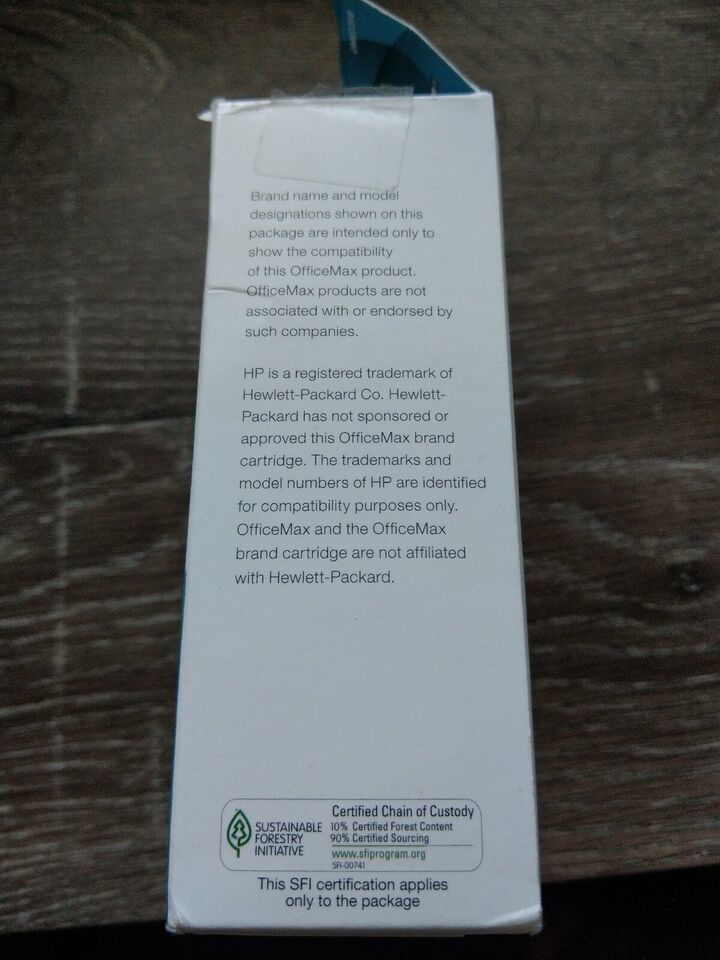 Brand name and model
designations shown on this
package are intended only to
show the compatibility
of this OfficeMax product.
OfficeMax products are not
associated with or endorsed by
such companies.
HP is a registered trademark of
Hewlett-Packard Co. Hewlett-
Packard has not sponsored or
approved this OfficeMax brand
cartridge. The trademarks and
model numbers of HP are identified
for compatibility purposes only.
OfficeMax and the OfficeMax
brand cartridge are not affiliated
with Hewlett-Packard.
SUSTAINABLE
FORESTRY
INITIATIVE
Certified Chain of Custody
10% Certified Forest Content
90% Certified Sourcing
www.sfiprogram.org
SFI-00741
This SFI certification applies
only to the package